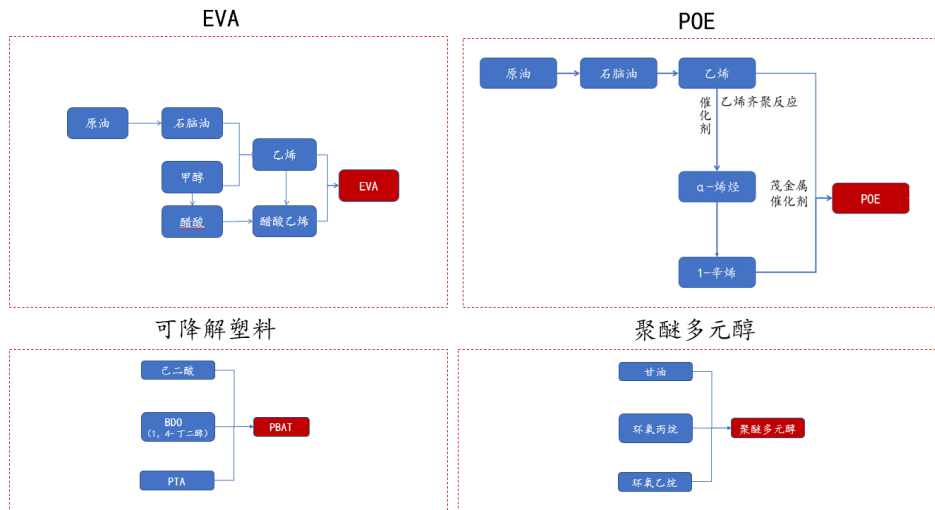 EVA
原油
石脑油
甲醇
醋酸
乙烯
醋酸乙烯
EVA
POE
原油
石脑油
乙烯
催化剂
乙烯齐聚反应
α-烯烃
茂金属
催化剂
1-辛烯
POE
可降解塑料
己二酸
BDO
(1, 4-丁二醇)
PTA
PBAT
聚醚多元醇
甘油
环氧丙烷
环氧乙烷
聚醚多元醇